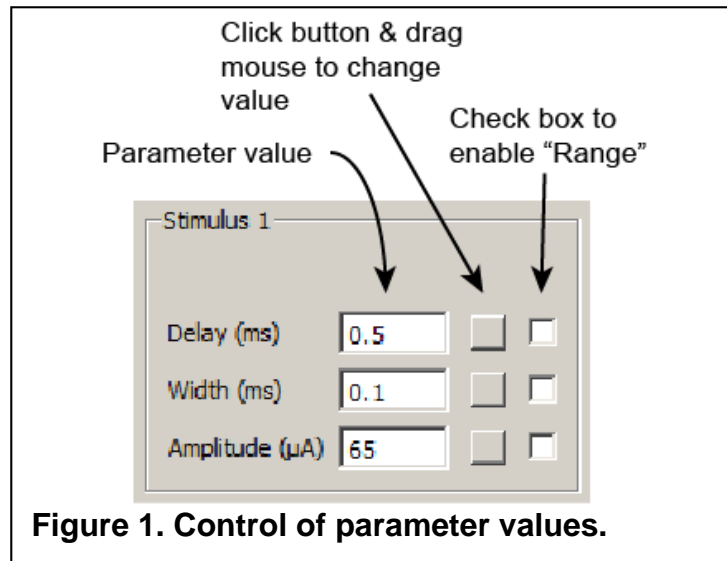 Click button & drag
mouse to change
value
Check box to
enable “Range”
Parameter value
Stimulus 1
Delay (ms)
0.5
Width (ms)
0.1
Amplitude (µA)
65
Figure 1. Control of parameter values.